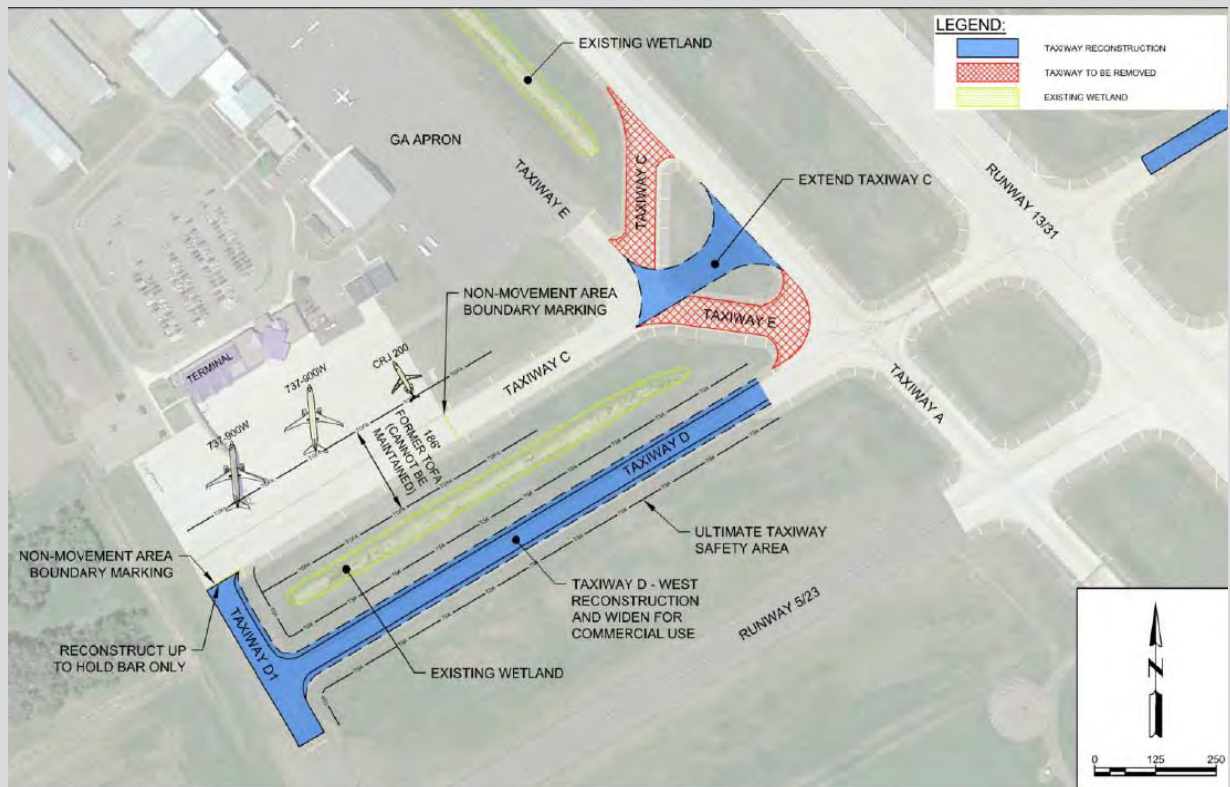 LEGEND:
TAXIWAY RECONSTRUCTION
TAXIWAY TO BE REMOVED
EXISTING WETLAND
EXISTING WETLAND
GA APRON
TAXIWAY E
TAXIWAY C
EXTEND TAXIWAY C
RUNWAY 13/31
NON-MOVEMENT AREA
BOUNDARY MARKING
TAXIWAY E
TERMINAL
737-900W
737-900W
CRJ 200
TAXIWAY C
TAXIWAY A
186'
FORMER TOFA
(CANNOT BE
MAINTAINED)
TAXIWAY D
ULTIMATE TAXIWAY
SAFETY AREA
NON-MOVEMENT AREA
BOUNDARY MARKING
TAXIWAY D - WEST
RECONSTRUCTION
AND WIDEN FOR
COMMERCIAL USE
RUNWAY 5/23
TAXIWAY D1
RECONSTRUCT UP
TO HOLD BAR ONLY
EXISTING WETLAND
N
0 125 250